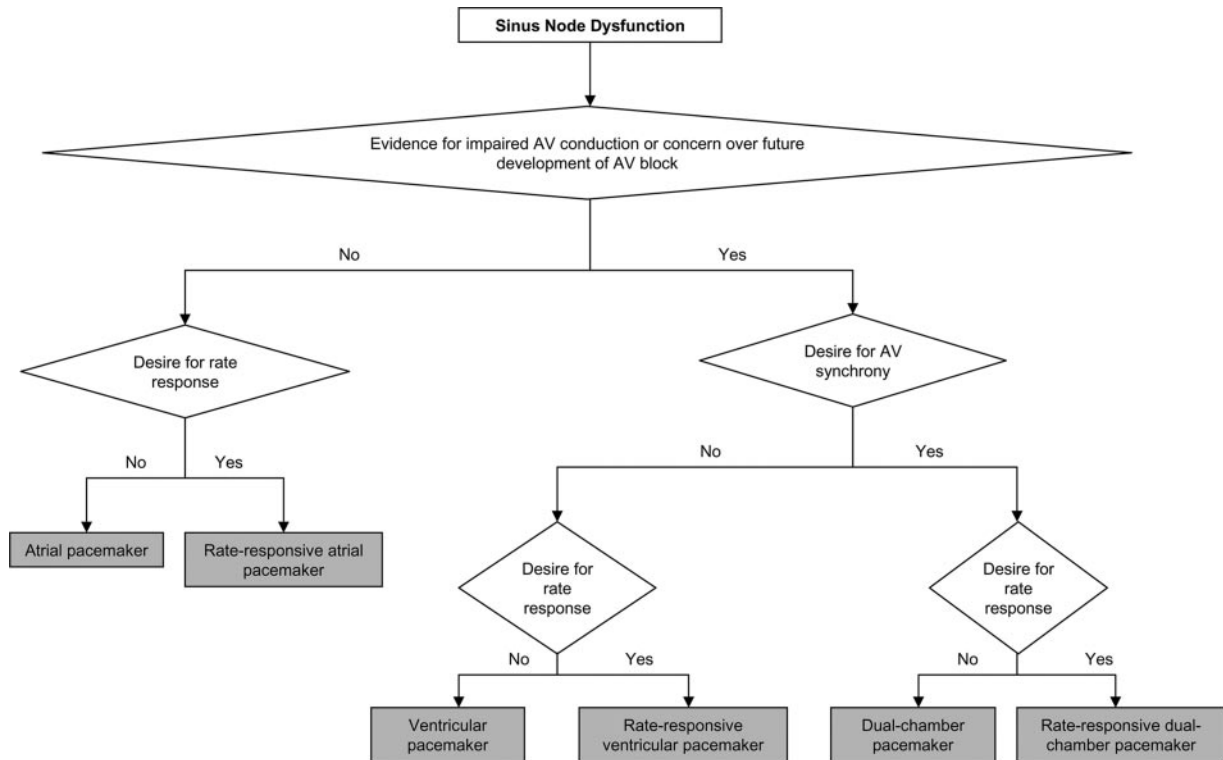 Sinus Node Dysfunction
Evidence for impaired AV conduction or concern over future
development of AV block
No
Yes
Desire for rate
response
Desire for AV
synchrony
No
Yes
No
Yes
Atrial pacemaker
Rate-responsive atrial
pacemaker
Desire for
rate
response
Desire for
rate
response
No
Yes
No
Yes
Ventricular
pacemaker
Rate-responsive
ventricular pacemaker
Dual-chamber
pacemaker
Rate-responsive dual-
chamber pacemaker